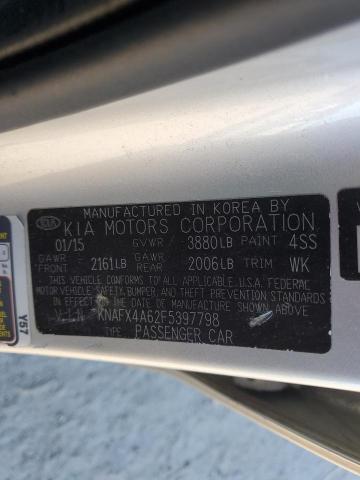 MANUFACTURED IN KOREA BY
KIA KIA MOTORS CORPORATION
01/15 GVWR 3880LB PAINT 4SS
GAWR FRONT 2161LB GAWR REAR 2006LB TRIM WK
THIS VEHICLE CONFORMS TO ALL APPLICABLE U.S.A. FEDERAL
MOTOR VEHICLE SAFETY, BUMPER, AND THEFT PREVENTION STANDARDS
IN EFFECT ON THE DATE OF MANUFACTURE SHOWN ABOVE.
V.I.N KNAFX4A62F5397798
TYPE PASSENGER CAR
Y57